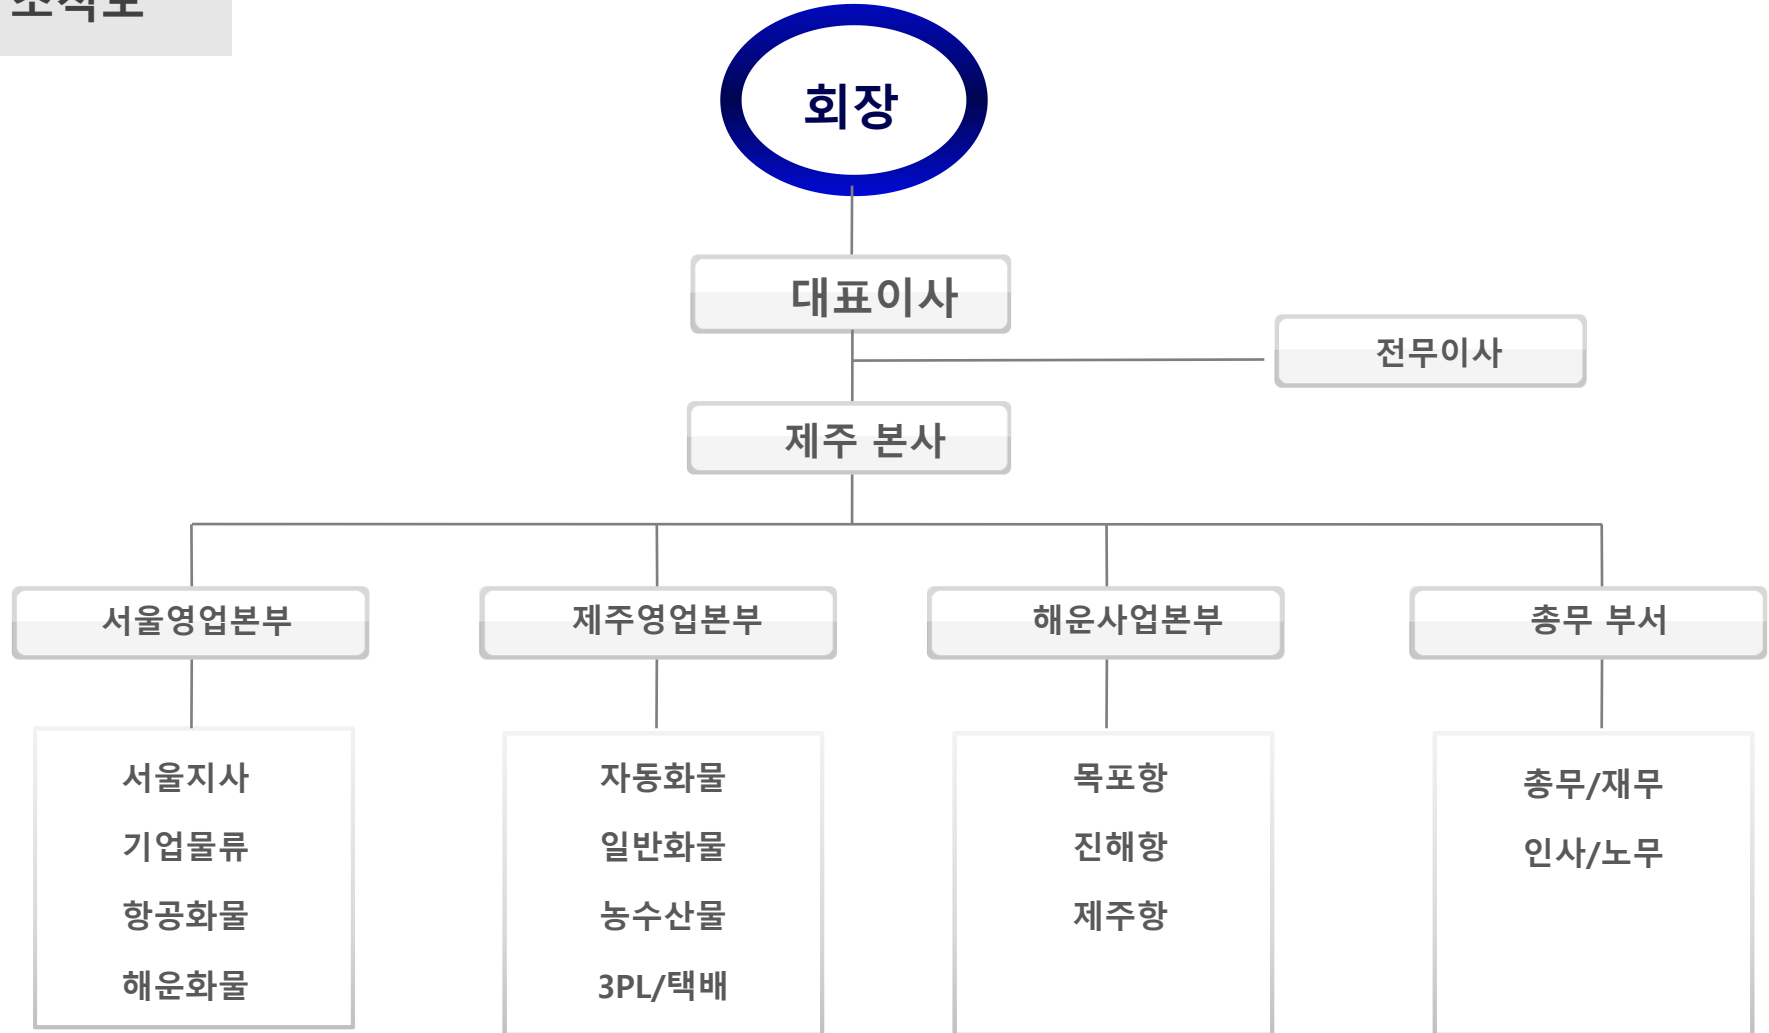 조직도
회장
대표이사
전무이사
제주 본사
서울영업본부
제주영업본부
해운사업본부
총무 부서
서울지사
기업물류
항공화물
해운화물
자동화물
일반화물
농수산물
3PL/택배
목포항
진해항
제주항
총무/재무
인사/노무